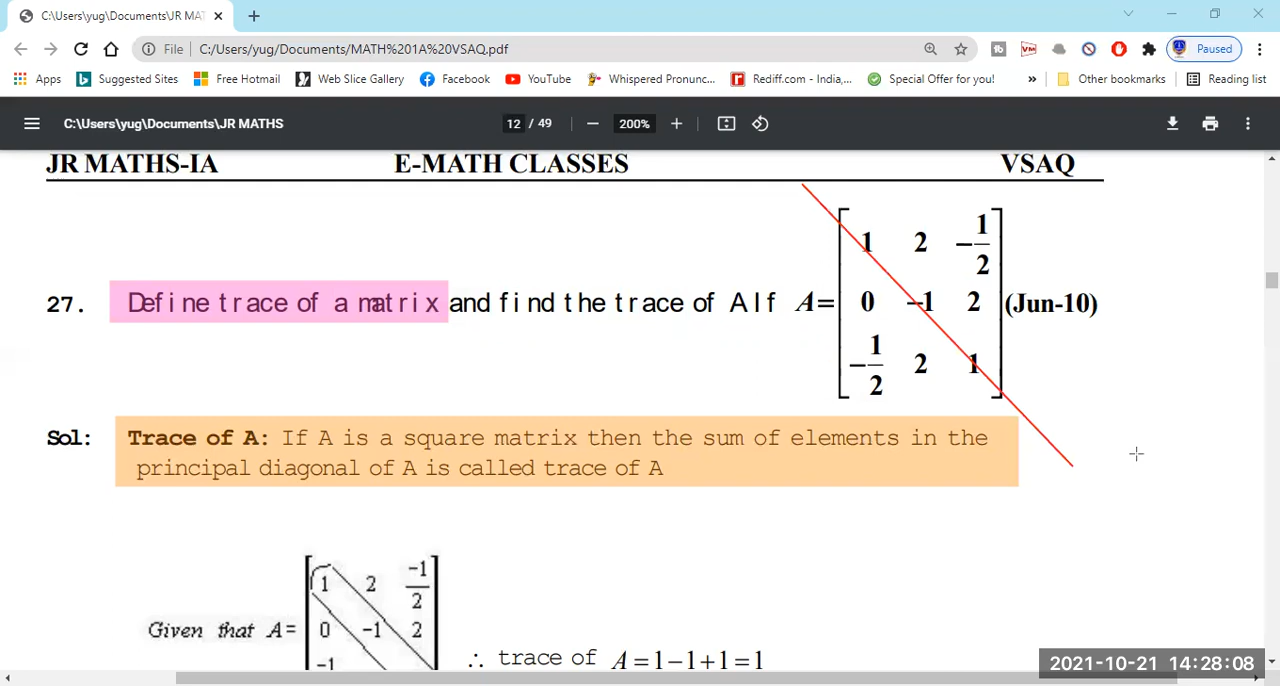 C:\Users\yug\Documents\JR MAT
File C:/Users/yug/Documents/MATH%201A%20VSAQ.pdf Paused
Apps Suggested Sites Free Hotmail Web Slice Gallery Facebook YouTube Whispered Pronunc... Rediff.com - India,... Special Offer for you! » Other bookmarks Reading list
C:\Users\yug\Documents\JR MATHS 12 / 49 — 200% +
JR MATHS-IA E-MATH CLASSES VSAQ
27. Define trace of a matrix and find the trace of A If A= [1 2 -1/2
0 -1 2
-1/2 2 1] (Jun-10)
Sol: Trace of A: If A is a square matrix then the sum of elements in the
principal diagonal of A is called trace of A
Given that A= [1 2 -1/2
0 -1 2
-1
∴ trace of A=1-1+1=1
2021-10-21 14:28:08